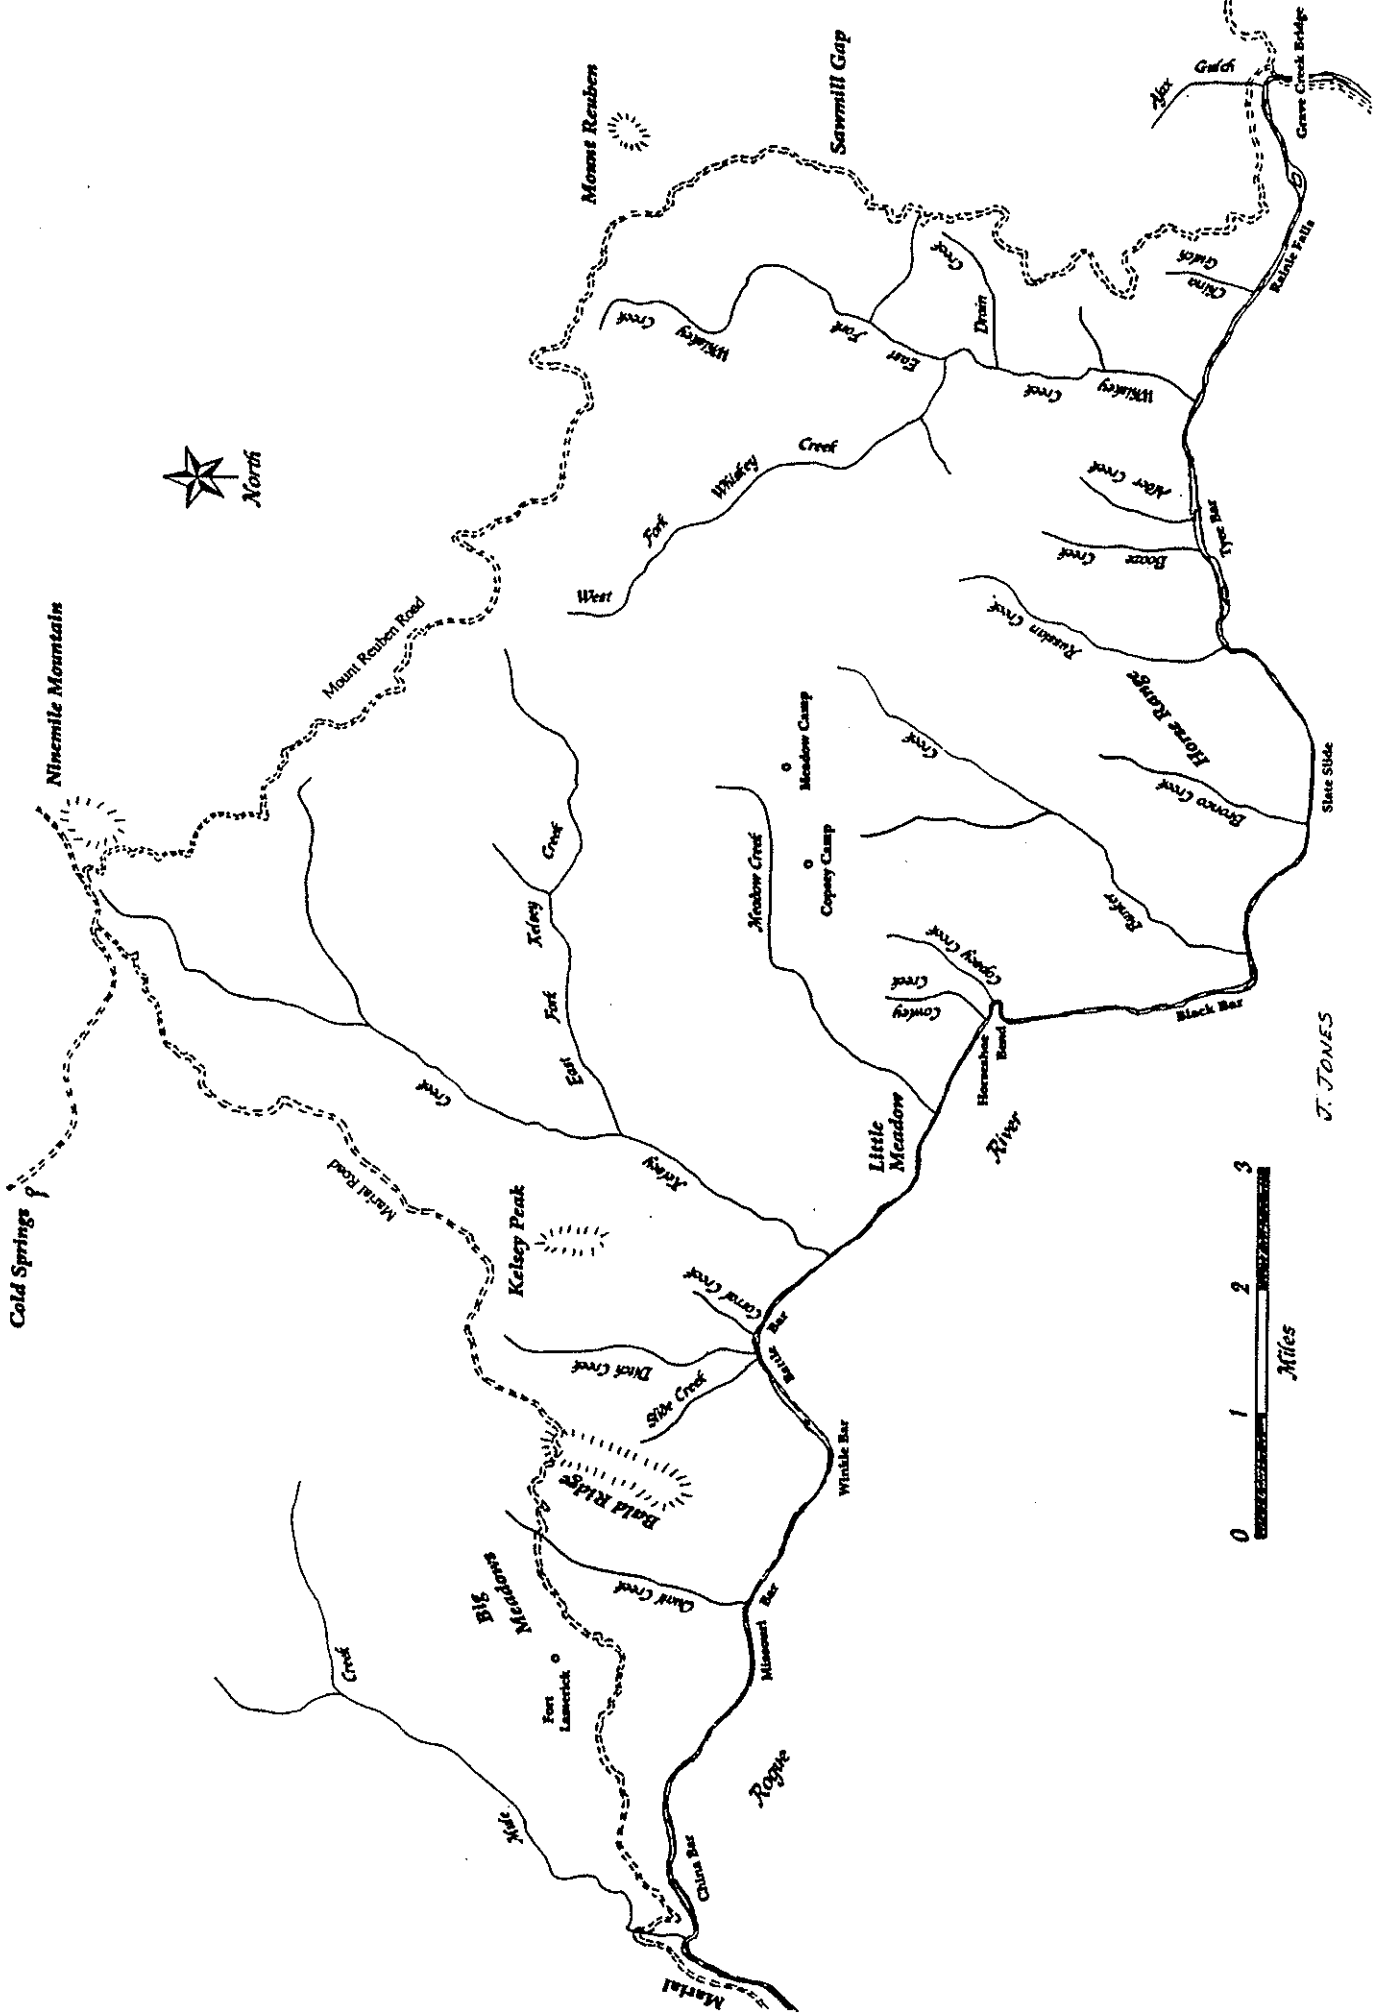 Cold Springs
Ninemile Mountain
North
Mount Reuben
Sawmill Gap
Mount Reuben Road
Marial Road
Ajax
Gulch
Grave Creek Bridge
Rainie Falls
China
Gulch
Creek
Whiskey
Fork
East
Drain
Creek
Creek
Whiskey
West
Fork
Whiskey
Creek
Alder Creek
Tyee Bar
Booze
Creek
Russian Creek
Horse Range
Bronco Creek
Slate Slide
Creek
Bunker
Meadow Camp
Copsey Camp
Meadow Creek
Copsey Creek
Cowley
Creek
Horseshoe
Bend
Black Bar
Little
Meadow
River
East
Fork
Kelsey
Creek
Creek
Kelsey
Kelsey Peak
Corral Creek
Battle
Bar
Ditch Creek
Slide Creek
Winkle Bar
Bald Ridge
Big
Meadows
Quail Creek
Missouri
Bar
Fort
Lamerick
Creek
Mule
Rogue
China Bar
Marial
0
1
2
3
Miles
J. JONES